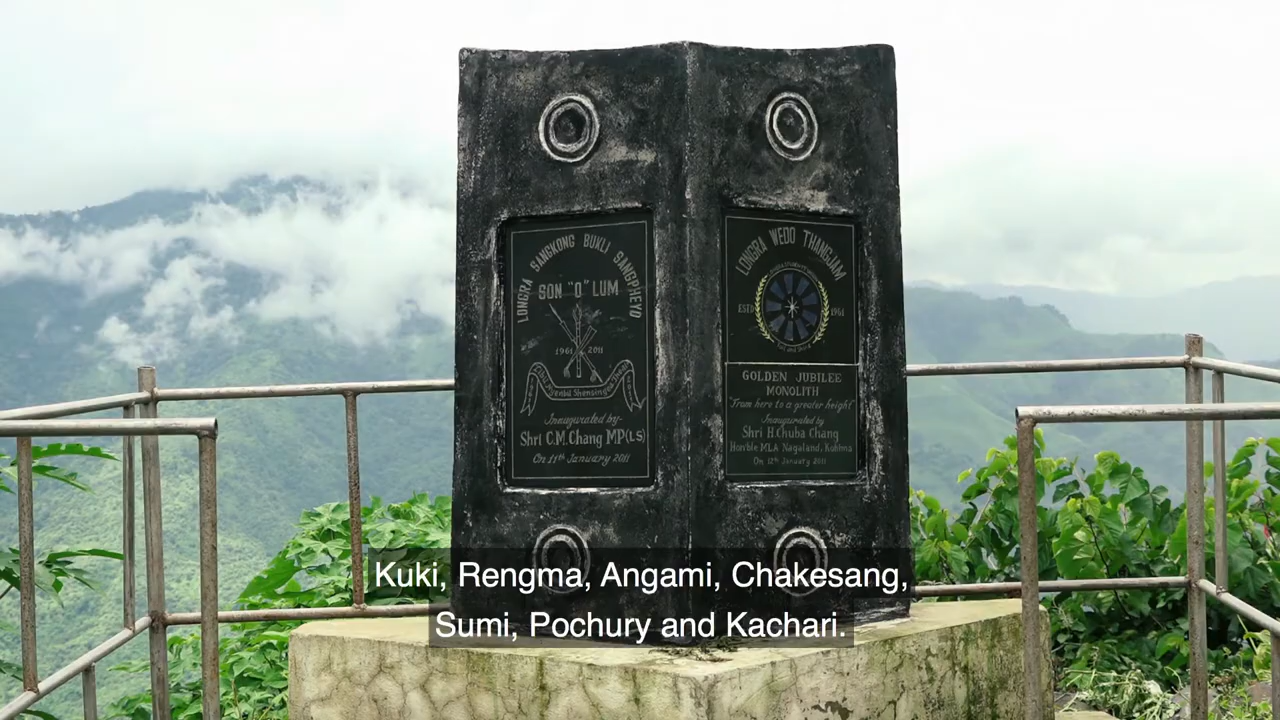 LONGRA SANGKONG BUKLI SANGPHEYO
SON "O" LUM
1961 2011
Inaugurated by-
Shri C.M.Chang MP(LS)
On 11th January 2011
LONGRA WEDO THANGJAM
ESTD 1961
GOLDEN JUBILEE
MONOLITH
"From here to a greater height"
Inaugurated by
Shri H.Chuba Chang
Hon'ble MLA Nagaland, Kohima
On 12th January 2011
Kuki, Rengma, Angami, Chakesang,
Sumi, Pochury and Kachari.